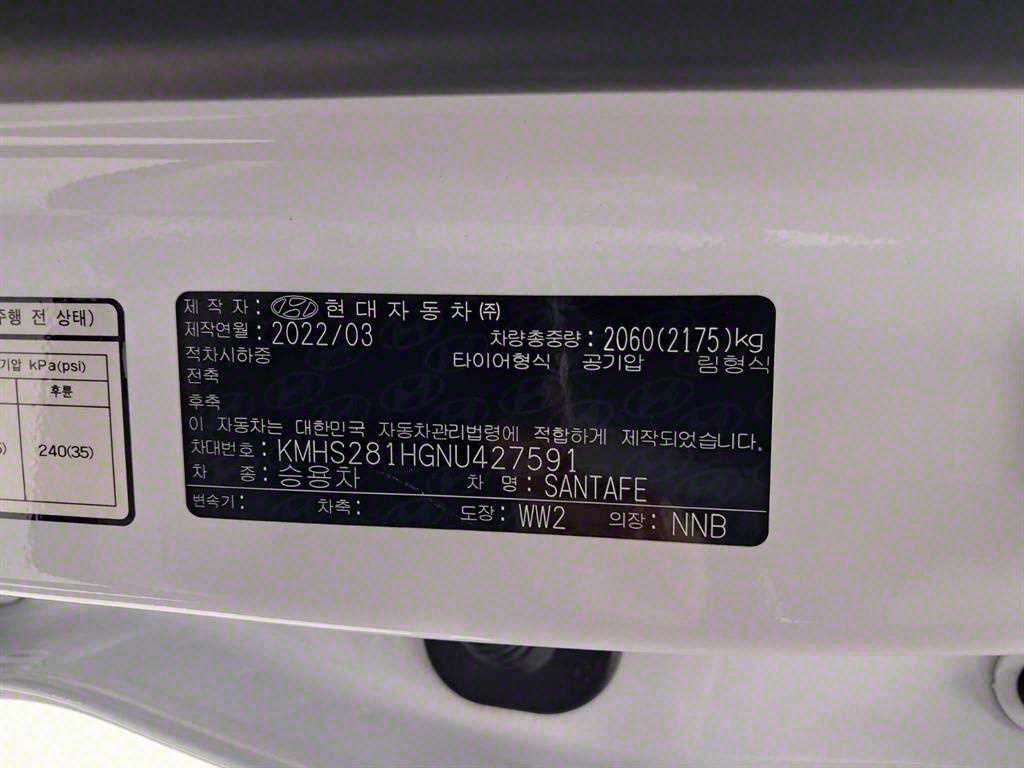 주행 전 상태)
기압 kPa(psi)
후륜
240(35)
제 작 자 : 현 대 자 동 차 ㈜
제작연월 : 2022/03 차량총중량 : 2060(2175)kg
적차시하중 타이어형식 공기압 림형식
전축
후축
이 자동차는 대한민국 자동차관리법령에 적합하게 제작되었습니다.
차대번호 : KMHS281HGNU427591
차 종 : 승용차 차 명 : SANTAFE
변속기 : 차축 : 도장 : WW2 의장 : NNB